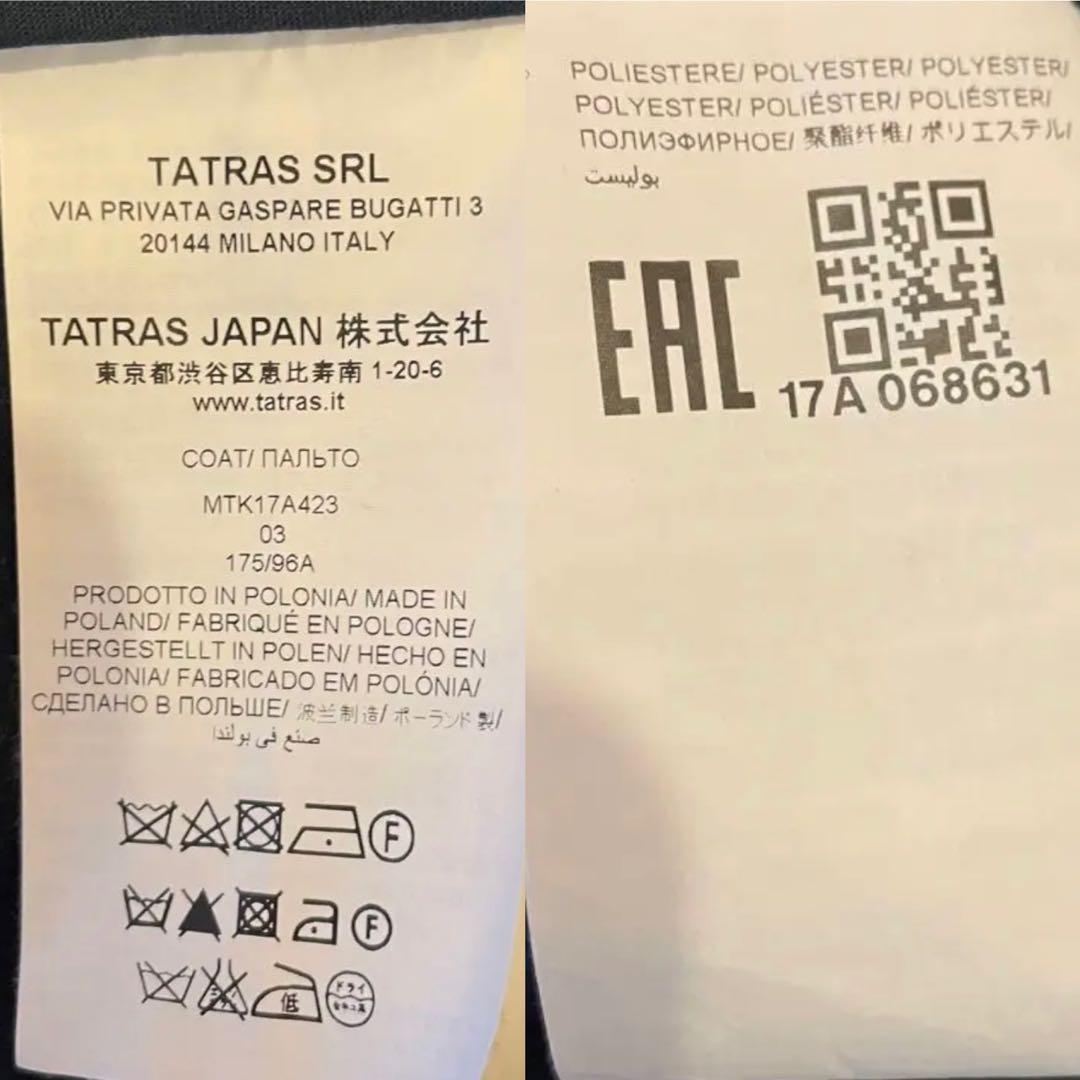 TATRAS SRL
VIA PRIVATA GASPARE BUGATTI 3
20144 MILANO ITALY
TATRAS JAPAN 株式会社
東京都渋谷区恵比寿南 1-20-6
www.tatras.it
COAT/ ПАЛЬТО
MTK17A423
03
175/96A
PRODOTTO IN POLONIA/ MADE IN
POLAND/ FABRIQUÉ EN POLOGNE/
HERGESTELLT IN POLEN/ HECHO EN
POLONIA/ FABRICADO EM POLÓNIA/
СДЕЛАНО В ПОЛЬШЕ/ 波兰制造/ ポーランド製/
صنع في بولندا
F
F
低
ドライ
POLIESTERE/ POLYESTER/ POLYESTER/
POLYESTER/ POLIÉSTER/ POLIÉSTER/
ПОЛИЭФИРНОЕ/ 聚酯纤维/ ポリエステル/
بوليست
EAC
17A 068631